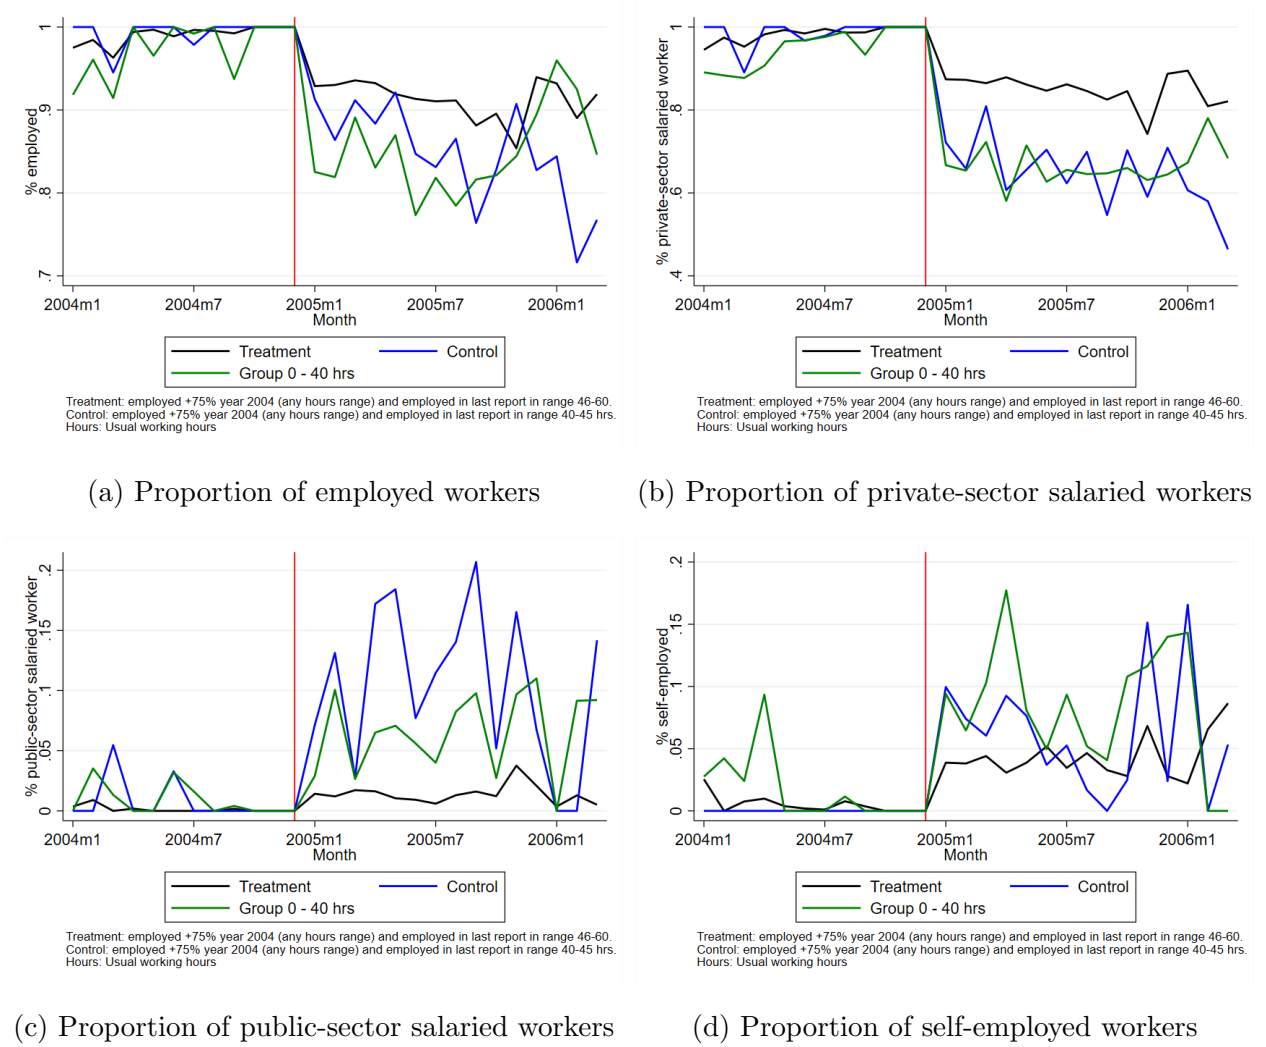 % employed
1
.9
.8
.7
2004m1 2004m7 2005m1 2005m7 2006m1
Month
Treatment Control
Group 0 - 40 hrs
Treatment: employed +75% year 2004 (any hours range) and employed in last report in range 46-60.
Control: employed +75% year 2004 (any hours range) and employed in last report in range 40-45 hrs.
Hours: Usual working hours
(a) Proportion of employed workers
% private-sector salaried worker
1
.8
.6
.4
2004m1 2004m7 2005m1 2005m7 2006m1
Month
Treatment Control
Group 0 - 40 hrs
Treatment: employed +75% year 2004 (any hours range) and employed in last report in range 46-60.
Control: employed +75% year 2004 (any hours range) and employed in last report in range 40-45 hrs.
Hours: Usual working hours
(b) Proportion of private-sector salaried workers
% public-sector salaried worker
.2
.15
.1
.05
0
2004m1 2004m7 2005m1 2005m7 2006m1
Month
Treatment Control
Group 0 - 40 hrs
Treatment: employed +75% year 2004 (any hours range) and employed in last report in range 46-60.
Control: employed +75% year 2004 (any hours range) and employed in last report in range 40-45 hrs.
Hours: Usual working hours
(c) Proportion of public-sector salaried workers
% self-employed
.2
.15
.1
.05
0
2004m1 2004m7 2005m1 2005m7 2006m1
Month
Treatment Control
Group 0 - 40 hrs
Treatment: employed +75% year 2004 (any hours range) and employed in last report in range 46-60.
Control: employed +75% year 2004 (any hours range) and employed in last report in range 40-45 hrs.
Hours: Usual working hours
(d) Proportion of self-employed workers